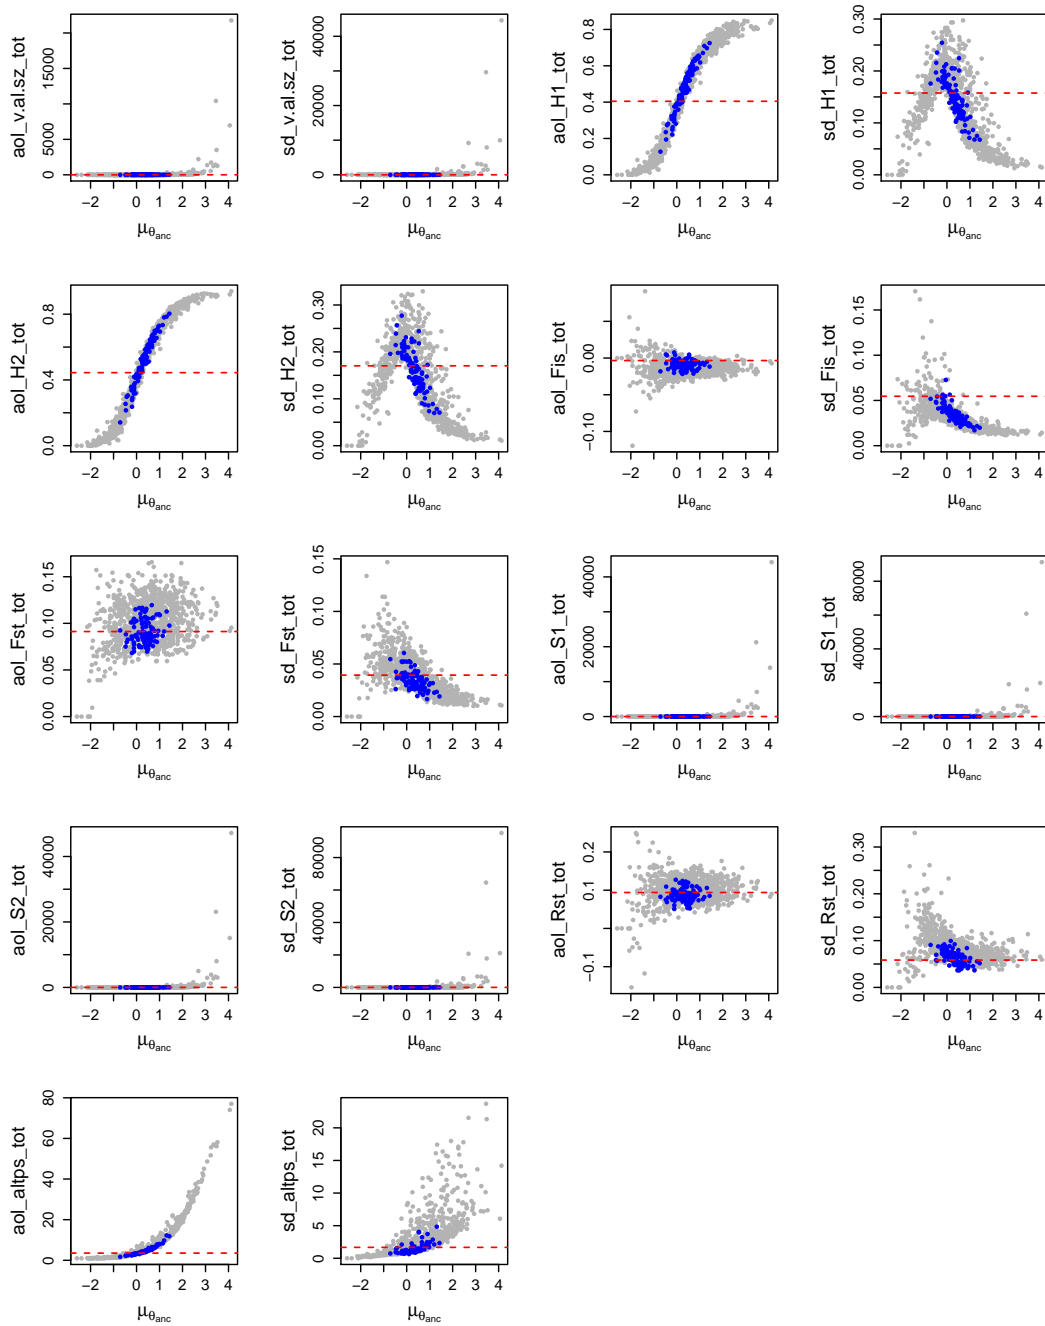 aol_v.al.sz_tot
0 5000 15000
−2 0 1 2 3 4
μθanc
sd_v.al.sz_tot
0 10000 20000 30000 40000
−2 0 1 2 3 4
μθanc
aol_H1_tot
0.0 0.2 0.4 0.6 0.8
−2 0 1 2 3 4
μθanc
sd_H1_tot
0.00 0.10 0.20 0.30
−2 0 1 2 3 4
μθanc
aol_H2_tot
0.0 0.4 0.8
−2 0 1 2 3 4
μθanc
sd_H2_tot
0.00 0.10 0.20 0.30
−2 0 1 2 3 4
μθanc
aol_Fis_tot
−0.10 0.00
−2 0 1 2 3 4
μθanc
sd_Fis_tot
0.00 0.05 0.10 0.15
−2 0 1 2 3 4
μθanc
aol_Fst_tot
0.00 0.05 0.10 0.15
−2 0 1 2 3 4
μθanc
sd_Fst_tot
0.00 0.05 0.10 0.15
−2 0 1 2 3 4
μθanc
aol_S1_tot
0 10000 20000 40000
−2 0 1 2 3 4
μθanc
sd_S1_tot
0 20000 40000 80000
−2 0 1 2 3 4
μθanc
aol_S2_tot
0 20000 40000
−2 0 1 2 3 4
μθanc
sd_S2_tot
0 20000 40000 80000
−2 0 1 2 3 4
μθanc
aol_Rst_tot
−0.1 0.1 0.2
−2 0 1 2 3 4
μθanc
sd_Rst_tot
0.00 0.10 0.20 0.30
−2 0 1 2 3 4
μθanc
aol_altps_tot
0 20 40 60 80
−2 0 1 2 3 4
μθanc
sd_altps_tot
0 5 10 15 20
−2 0 1 2 3 4
μθanc